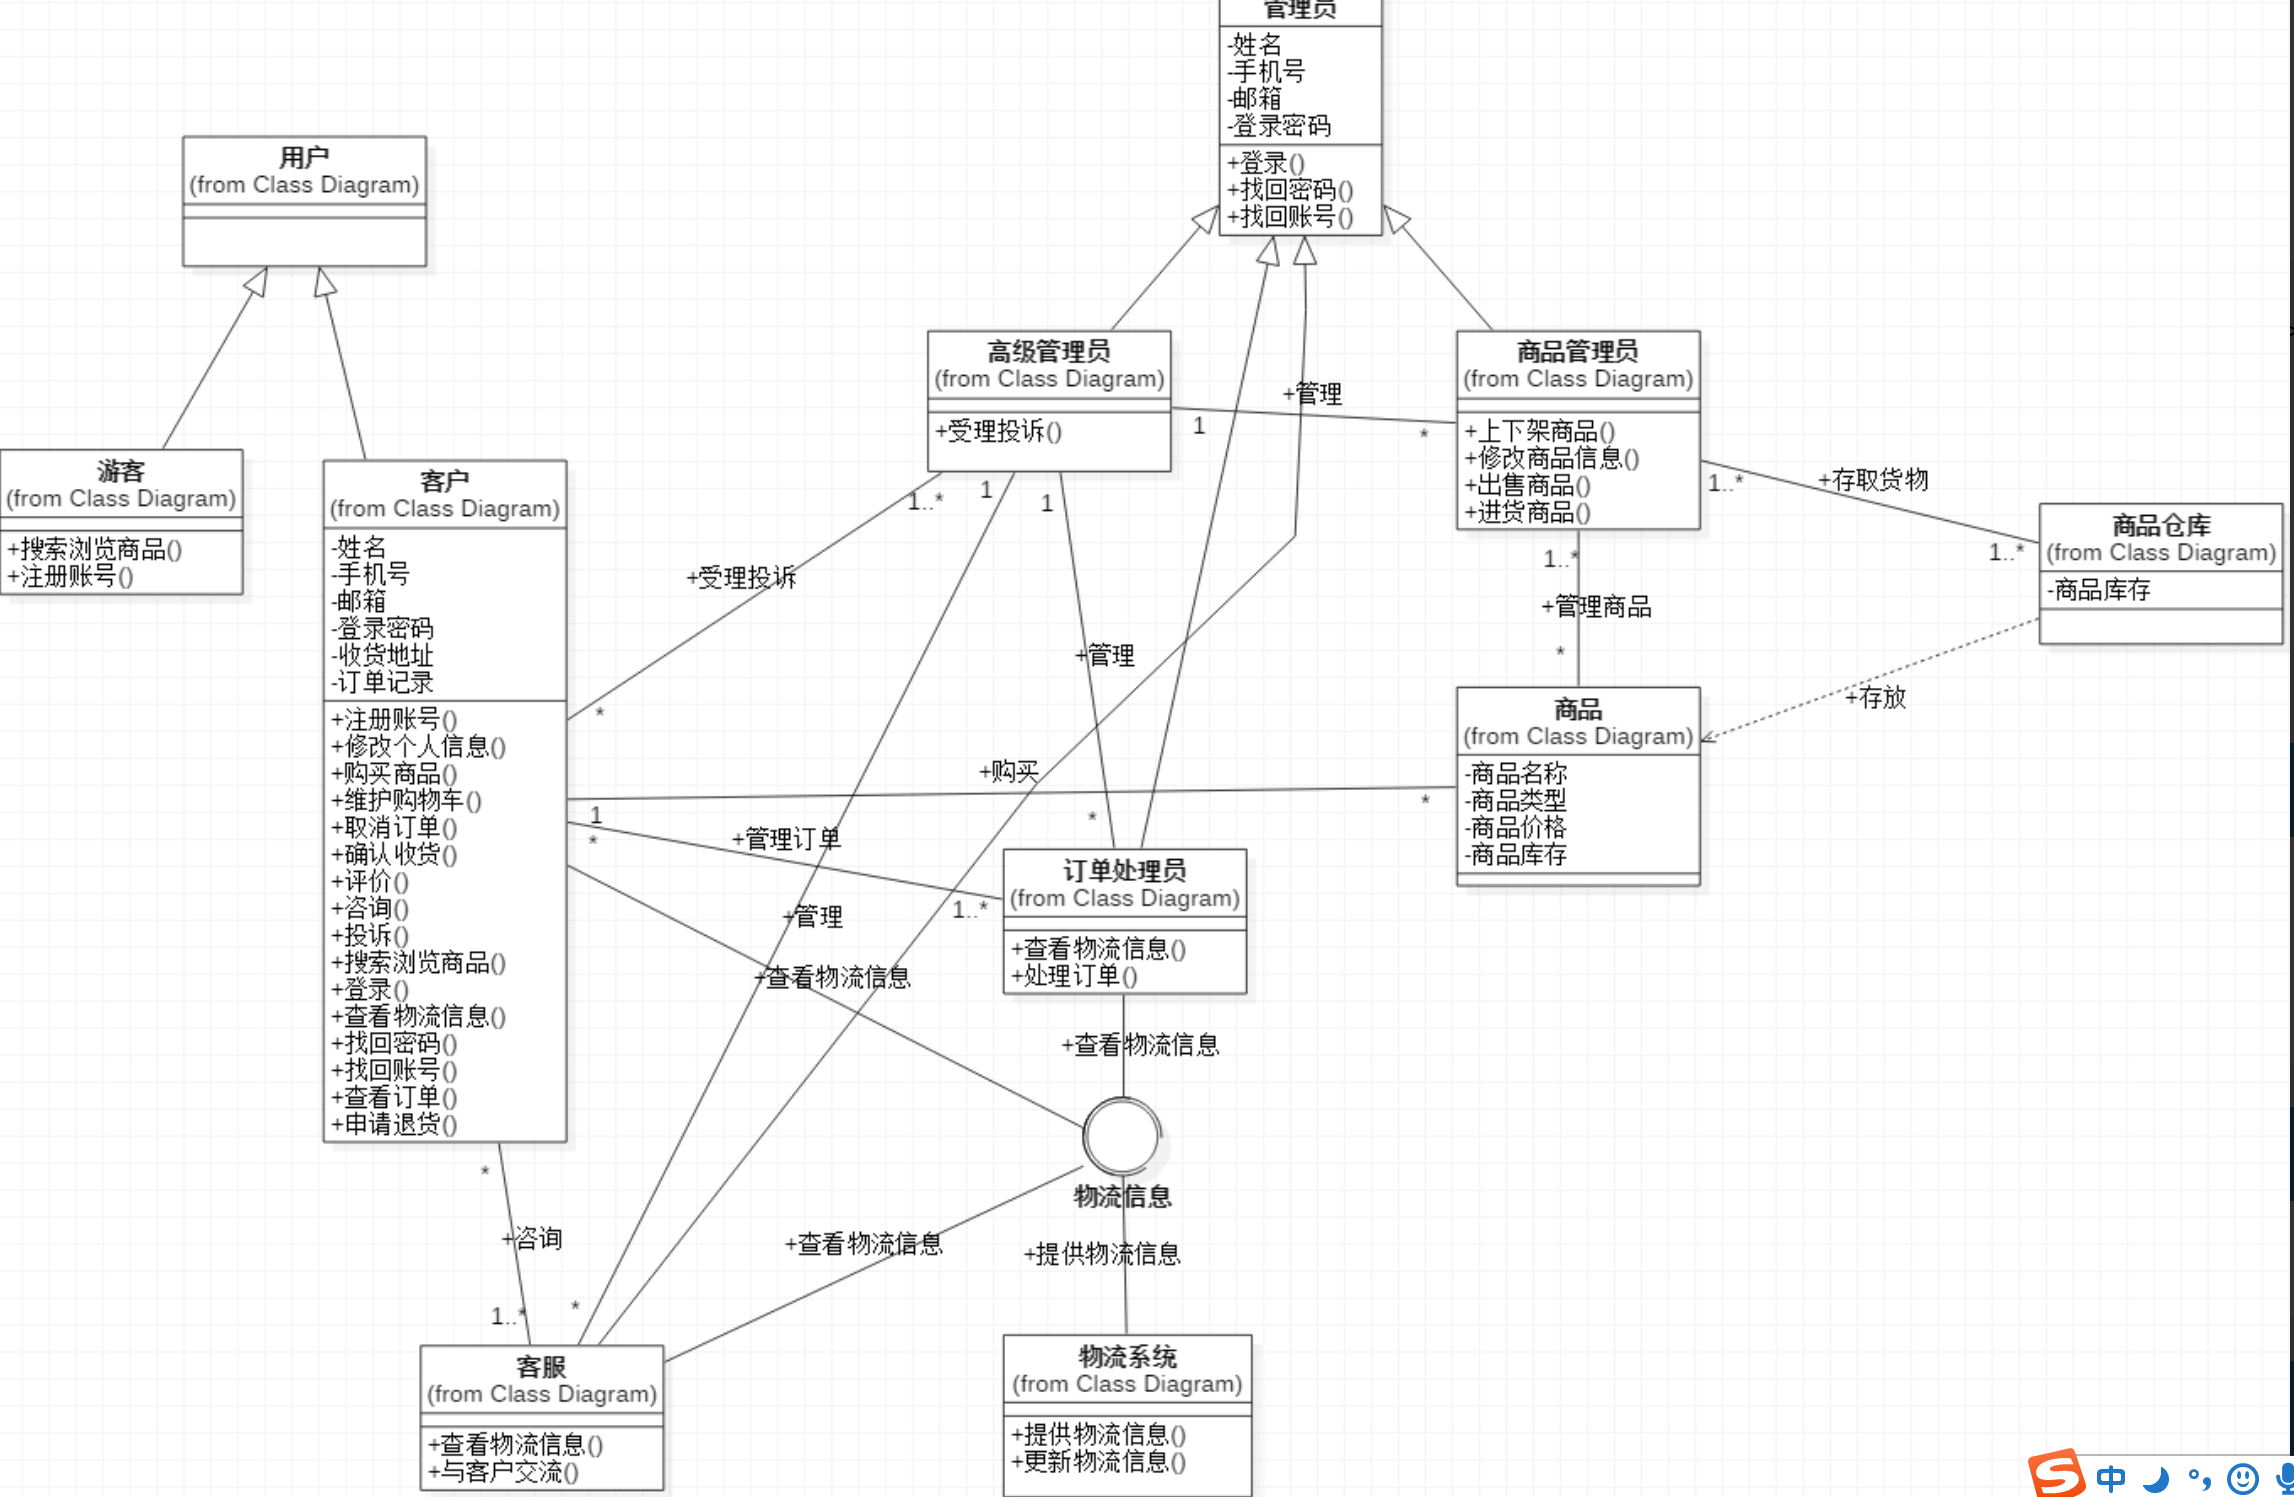 管理员
-姓名
-手机号
-邮箱
-登录密码
+登录()
+找回密码()
+找回账号()
用户
(from Class Diagram)
高级管理员
(from Class Diagram)
+受理投诉()
商品管理员
(from Class Diagram)
+上下架商品()
+修改商品信息()
+出售商品()
+进货商品()
+管理
1
*
游客
(from Class Diagram)
+搜索浏览商品()
+注册账号()
客户
(from Class Diagram)
-姓名
-手机号
-邮箱
-登录密码
-收货地址
-订单记录
+注册账号()
+修改个人信息()
+购买商品()
+维护购物车()
+取消订单()
+确认收货()
+评价()
+咨询()
+投诉()
+搜索浏览商品()
+登录()
+查看物流信息()
+找回密码()
+找回账号()
+查看订单()
+申请退货()
1..*
1
1
+受理投诉
*
+管理
1..*
+存取货物
1..*
商品仓库
(from Class Diagram)
-商品库存
1..*
+管理商品
*
+存放
商品
(from Class Diagram)
-商品名称
-商品类型
-商品价格
-商品库存
+购买
1
*
*
*
+管理订单
1..*
订单处理员
(from Class Diagram)
+查看物流信息()
+处理订单()
+管理
+查看物流信息
+查看物流信息
物流信息
*
+咨询
1..*
*
+查看物流信息
+提供物流信息
客服
(from Class Diagram)
+查看物流信息()
+与客户交流()
物流系统
(from Class Diagram)
+提供物流信息()
+更新物流信息()
S 中